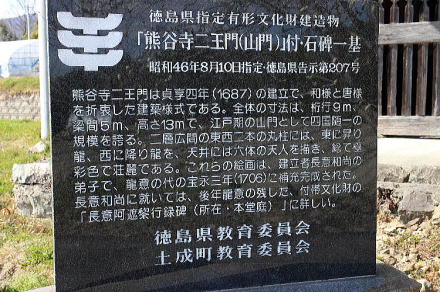 徳島県指定有形文化財建造物
「熊谷寺二王門(山門)」付・石碑一基
昭和46年8月10日指定・徳島県告示第207号
熊谷寺二王門は貞享四年(1687)の建立で、和様と唐様
を折衷した建築様式である。全体の寸法は、桁行9m、
梁間5m、高さ13mで、江戸期の山門として四国随一の
規模を誇る。二層広間の東西二本の丸柱には、東に昇り
龍、西に降り龍を、天井には六体の天人を描き、総て極
彩色で荘麗である。これらの絵画は、建立者長意和尚の
弟子で、龍意の代の宝永三年(1706)に補充完成された。
長意和尚に就いては、後年龍意の残した、付帯文化財の
「長意阿遮梨行録碑(所在・本堂庭)」に詳しい。
徳島県教育委員会
土成町教育委員会